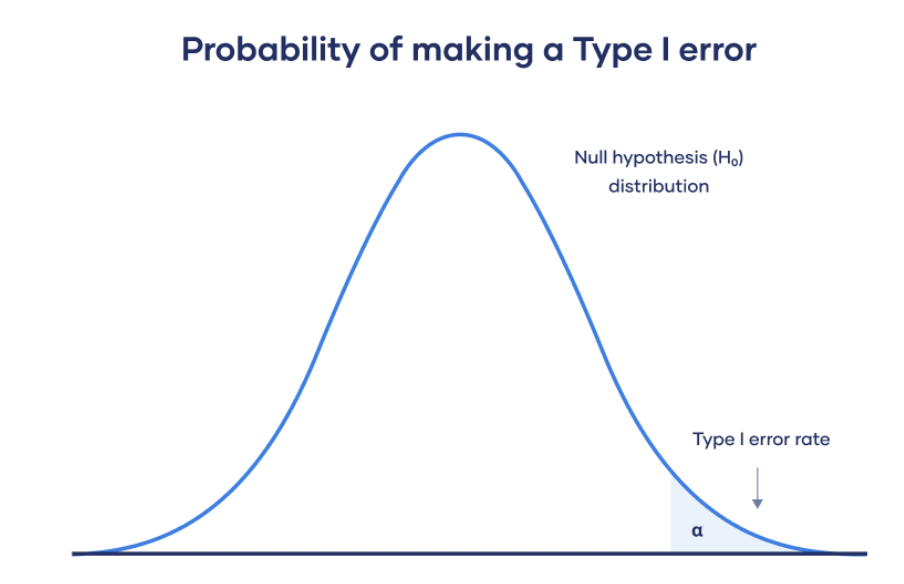 Probability of making a Type I error
Null hypothesis (H₀)
distribution
Type I error rate
α